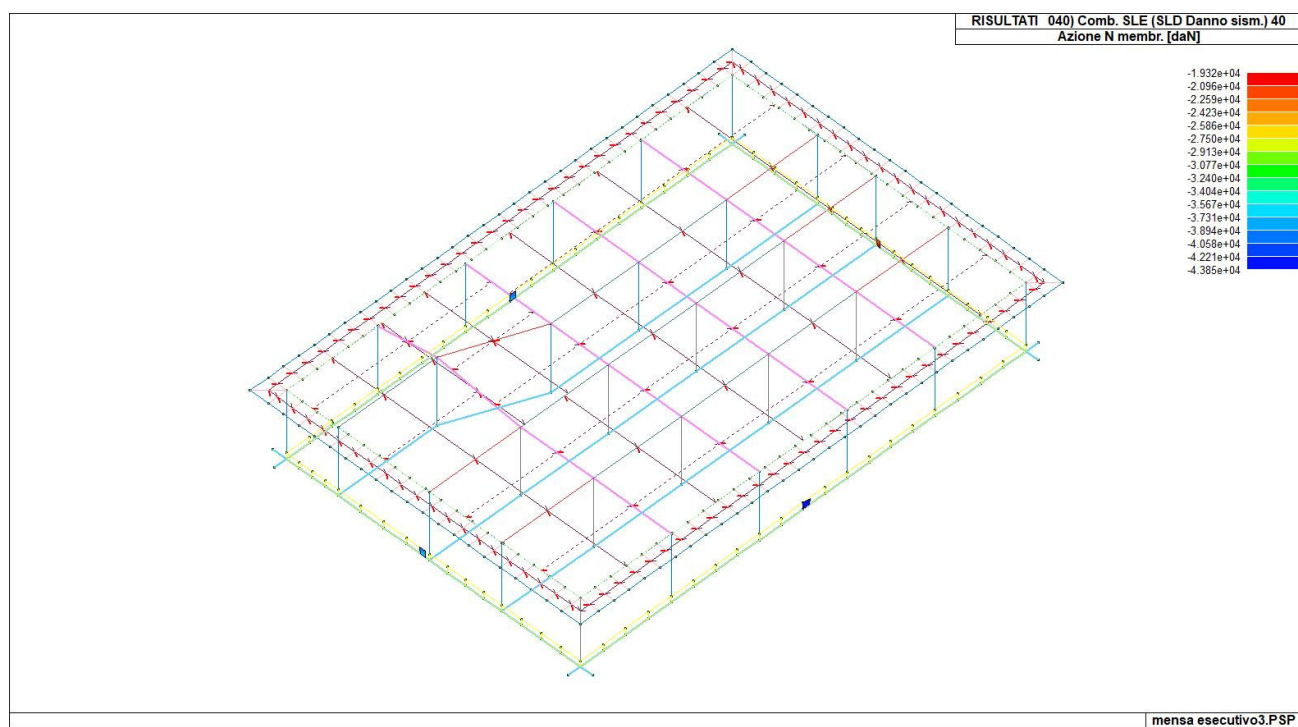 RISULTATI 040) Comb. SLE (SLD Danno sism.) 40
Azione N membr. [daN]
-1.932e+04
-2.096e+04
-2.259e+04
-2.423e+04
-2.586e+04
-2.750e+04
-2.913e+04
-3.077e+04
-3.240e+04
-3.404e+04
-3.567e+04
-3.731e+04
-3.894e+04
-4.058e+04
-4.221e+04
-4.385e+04
mensa esecutivo3.PSP